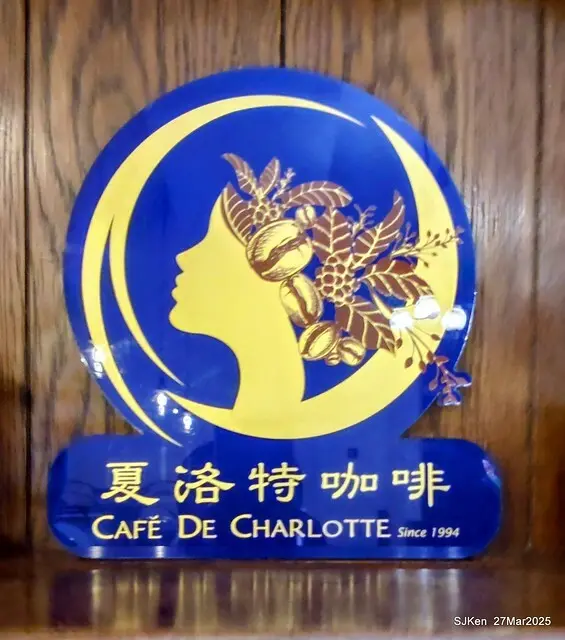 夏洛特咖啡
CAFÉ DE CHARLOTTE Since 1994
SJKen 27Mar2025